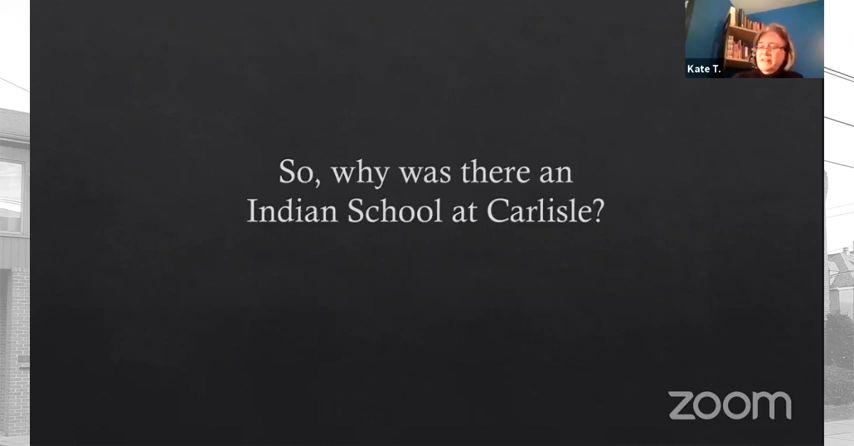 Kate T.
So, why was there an
Indian School at Carlisle?
zoom